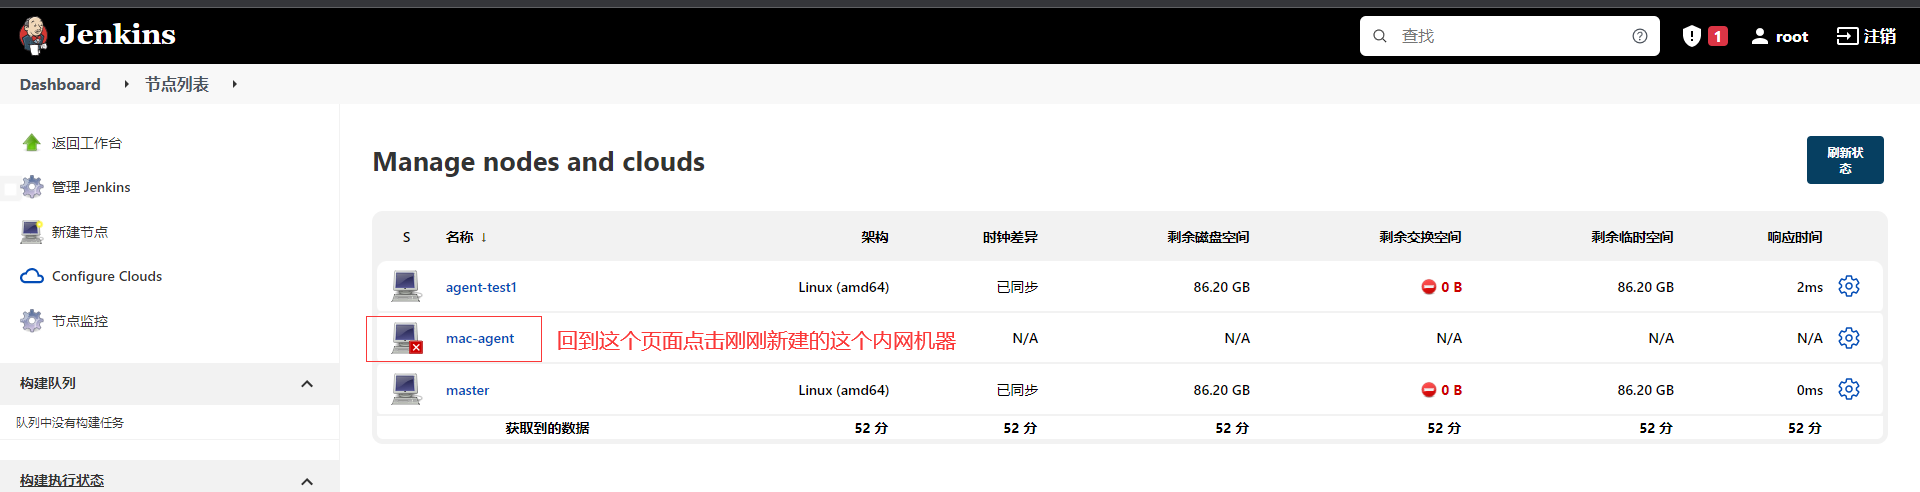 Jenkins
查找
1
root
注销
Dashboard
节点列表
返回工作台
管理 Jenkins
新建节点
Configure Clouds
节点监控
构建队列
队列中没有构建任务
构建执行状态
Manage nodes and clouds
刷新状
态
S 名称 ↓ 架构 时钟差异 剩余磁盘空间 剩余交换空间 剩余临时空间 响应时间
agent-test1 Linux (amd64) 已同步 86.20 GB 0 B 86.20 GB 2ms
mac-agent 回到这个页面点击刚刚新建的这个内网机器 N/A N/A N/A N/A N/A
master Linux (amd64) 已同步 86.20 GB 0 B 86.20 GB 0ms
获取到的数据 52 分 52 分 52 分 52 分 52 分 52 分